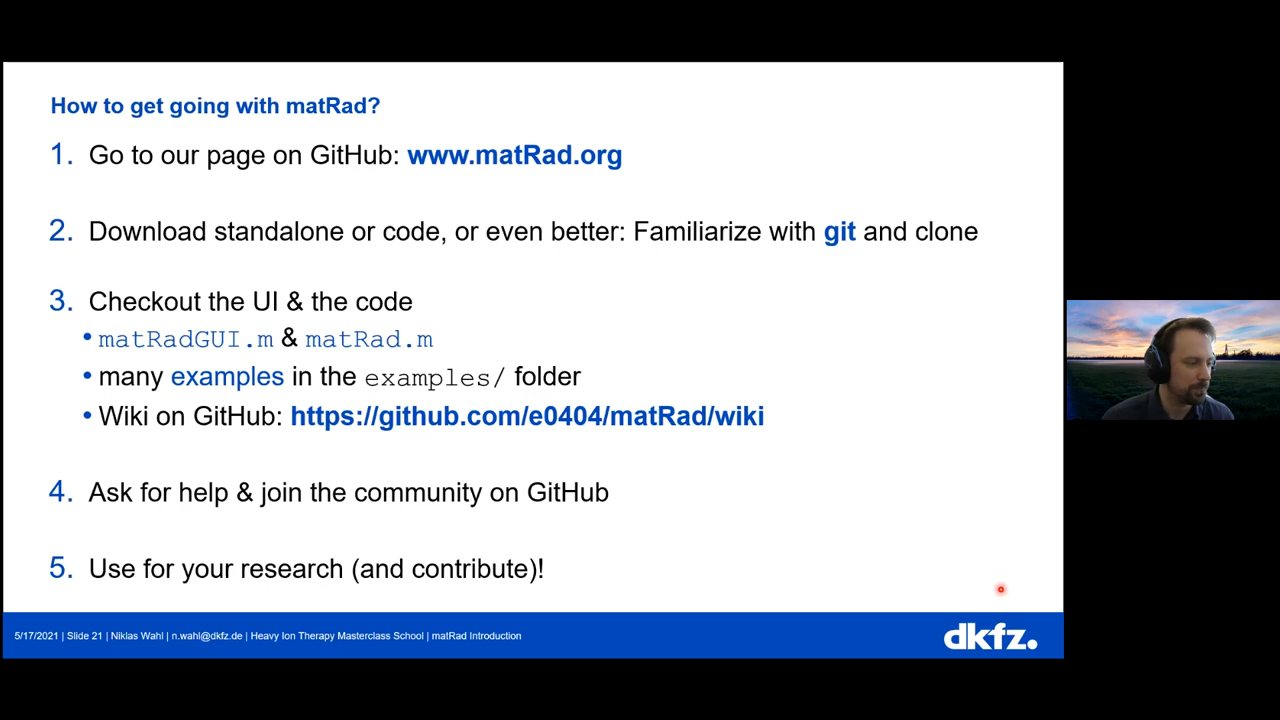 How to get going with matRad?
1. Go to our page on GitHub: www.matRad.org
2. Download standalone or code, or even better: Familiarize with git and clone
3. Checkout the UI & the code
• matRadGUI.m & matRad.m
• many examples in the examples/ folder
• Wiki on GitHub: https://github.com/e0404/matRad/wiki
4. Ask for help & join the community on GitHub
5. Use for your research (and contribute)!
5/17/2021 | Slide 21 | Niklas Wahl | n.wahl@dkfz.de | Heavy Ion Therapy Masterclass School | matRad Introduction
dkfz.